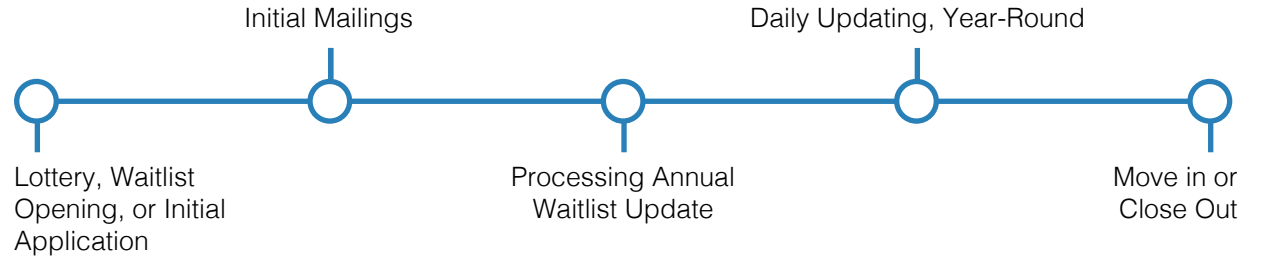 Initial Mailings
Daily Updating, Year-Round
Lottery, Waitlist
Opening, or Initial
Application
Processing Annual
Waitlist Update
Move in or
Close Out